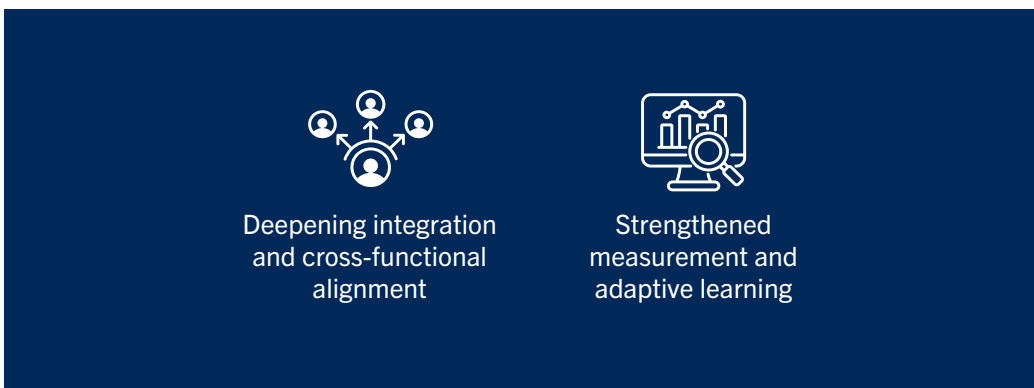 Deepening integration
and cross-functional
alignment
Strengthened
measurement and
adaptive learning